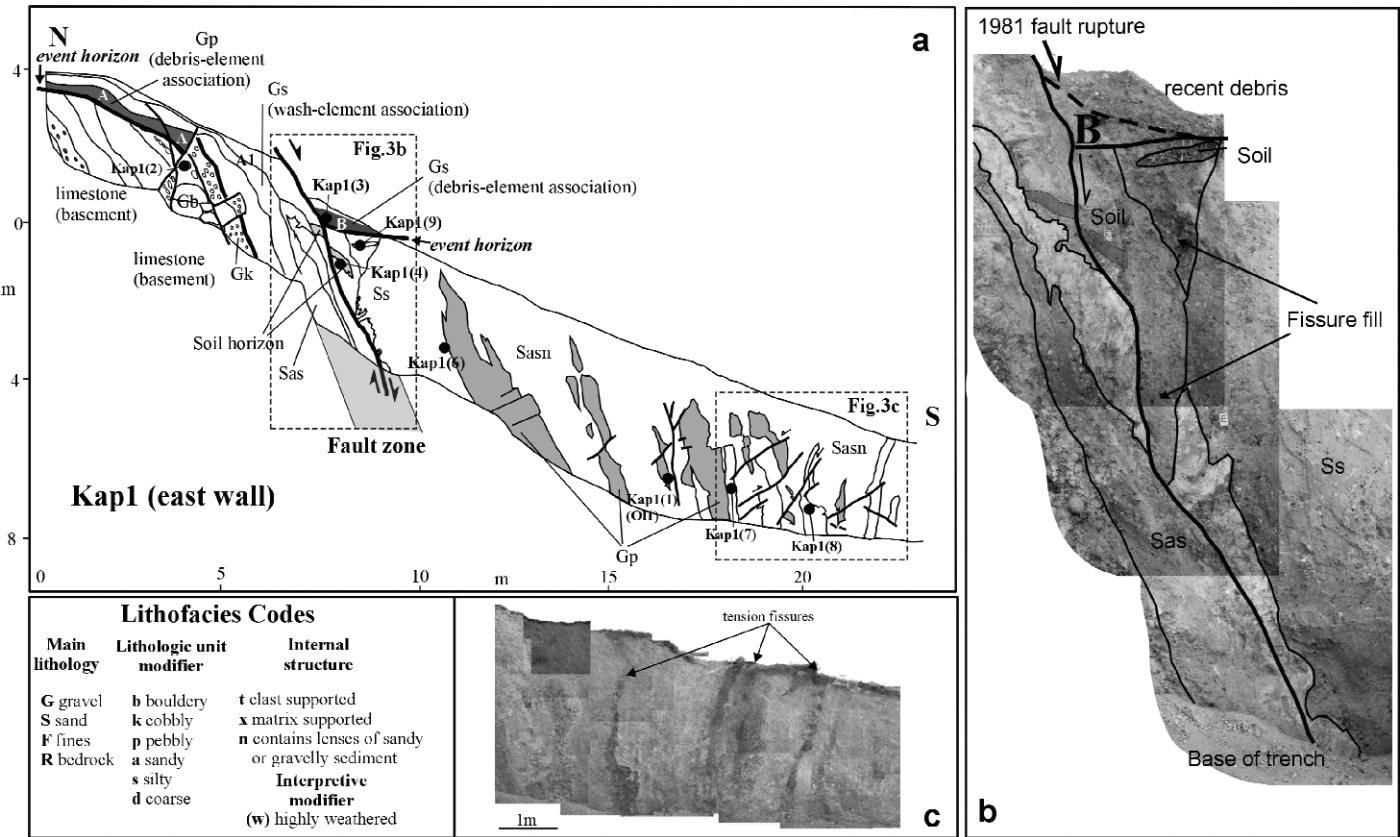 N
a
event horizon
Gp
(debris-element
association)
4
A
A
Gs
(wash-element association)
A1
Fig.3b
Kap1(2)
Kap1(3)
Gs
(debris-element association)
limestone
(basement)
Gb
0
B
Kap1(9)
event horizon
limestone
(basement)
Gk
Kap1(4)
m
Ss
Soil horizon
Sas
Kap1(6)
Sasn
4
Fig.3c
S
Fault zone
Sasn
Kap1 (east wall)
Kap1(1)
(Ol1)
Kap1(7)
Kap1(8)
8
Gp
0
5
10
m
15
20
Lithofacies Codes
Main
lithology
Lithologic unit
modifier
Internal
structure
G gravel
S sand
F fines
R bedrock
b bouldery
k cobbly
p pebbly
a sandy
s silty
d coarse
t clast supported
x matrix supported
n contains lenses of sandy
or gravelly sediment
Interpretive
modifier
(w) highly weathered
tension fissures
1m
c
1981 fault rupture
recent debris
B
Soil
Soil
Fissure fill
Ss
Sas
Base of trench
b